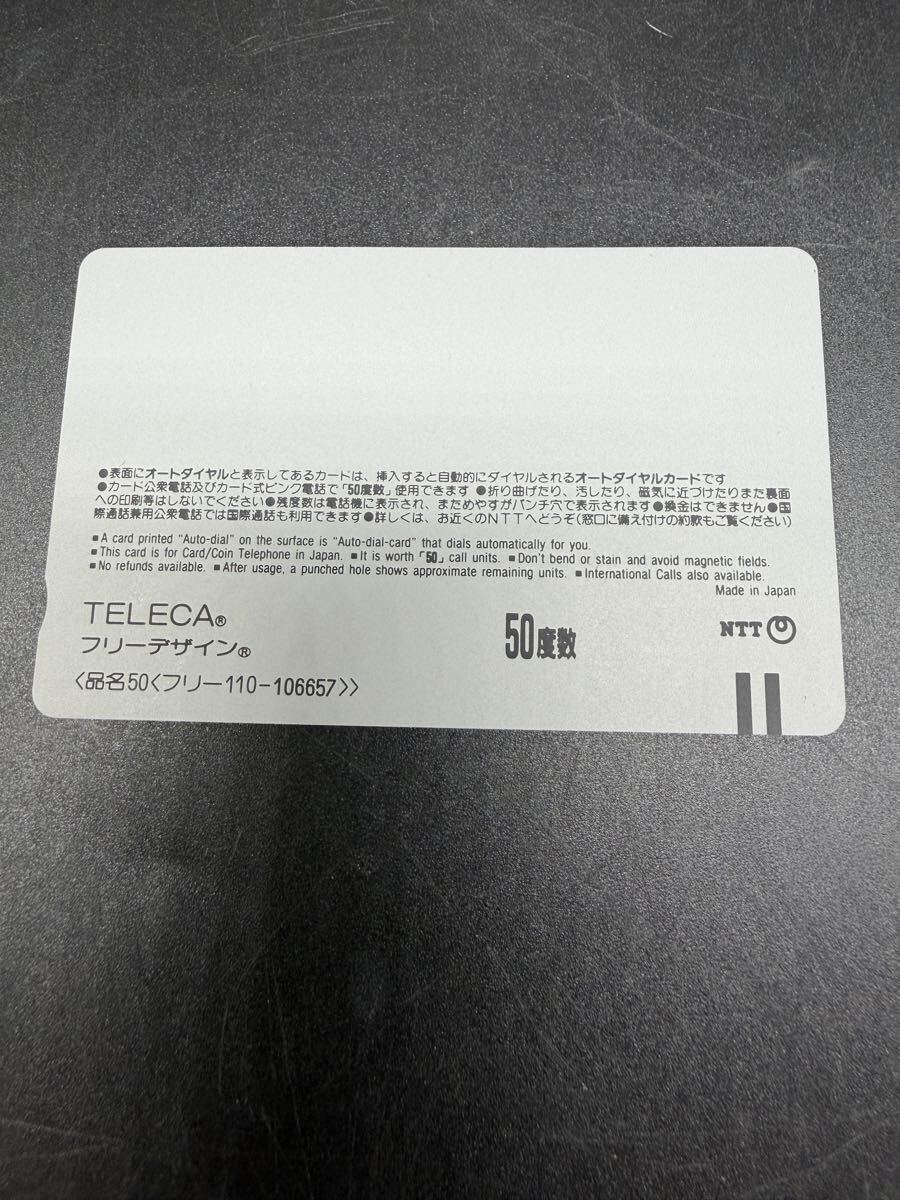 ●表面にオートダイヤルと表示してあるカードは、挿入すると自動的にダイヤルされるオートダイヤルカードです
●カード公衆電話及びカード式ピンク電話で「50度数」使用できます ●折り曲げたり、汚したり、磁気に近づけたりまた裏面
への印刷等はしないでください●残度数は電話機に表示され、まためやすがパンチ穴で表示されます●換金はできません●国
際通話兼用公衆電話では国際通話も利用できます●詳しくは、お近くのNTTへどうぞ(窓口に備え付けの約款もご覧ください)
■A card printed "Auto-dial" on the surface is "Auto-dial-card" that dials automatically for you.
■This card is for Card/Coin Telephone in Japan. ■It is worth「50」call units. ■Don't bend or stain and avoid magnetic fields.
■No refunds available. ■After usage, a punched hole shows approximate remaining units. ■International Calls also available.
Made in Japan
TELECA®
フリーデザイン®
50度数
NTT
〈品名50〈フリー110-106657〉〉